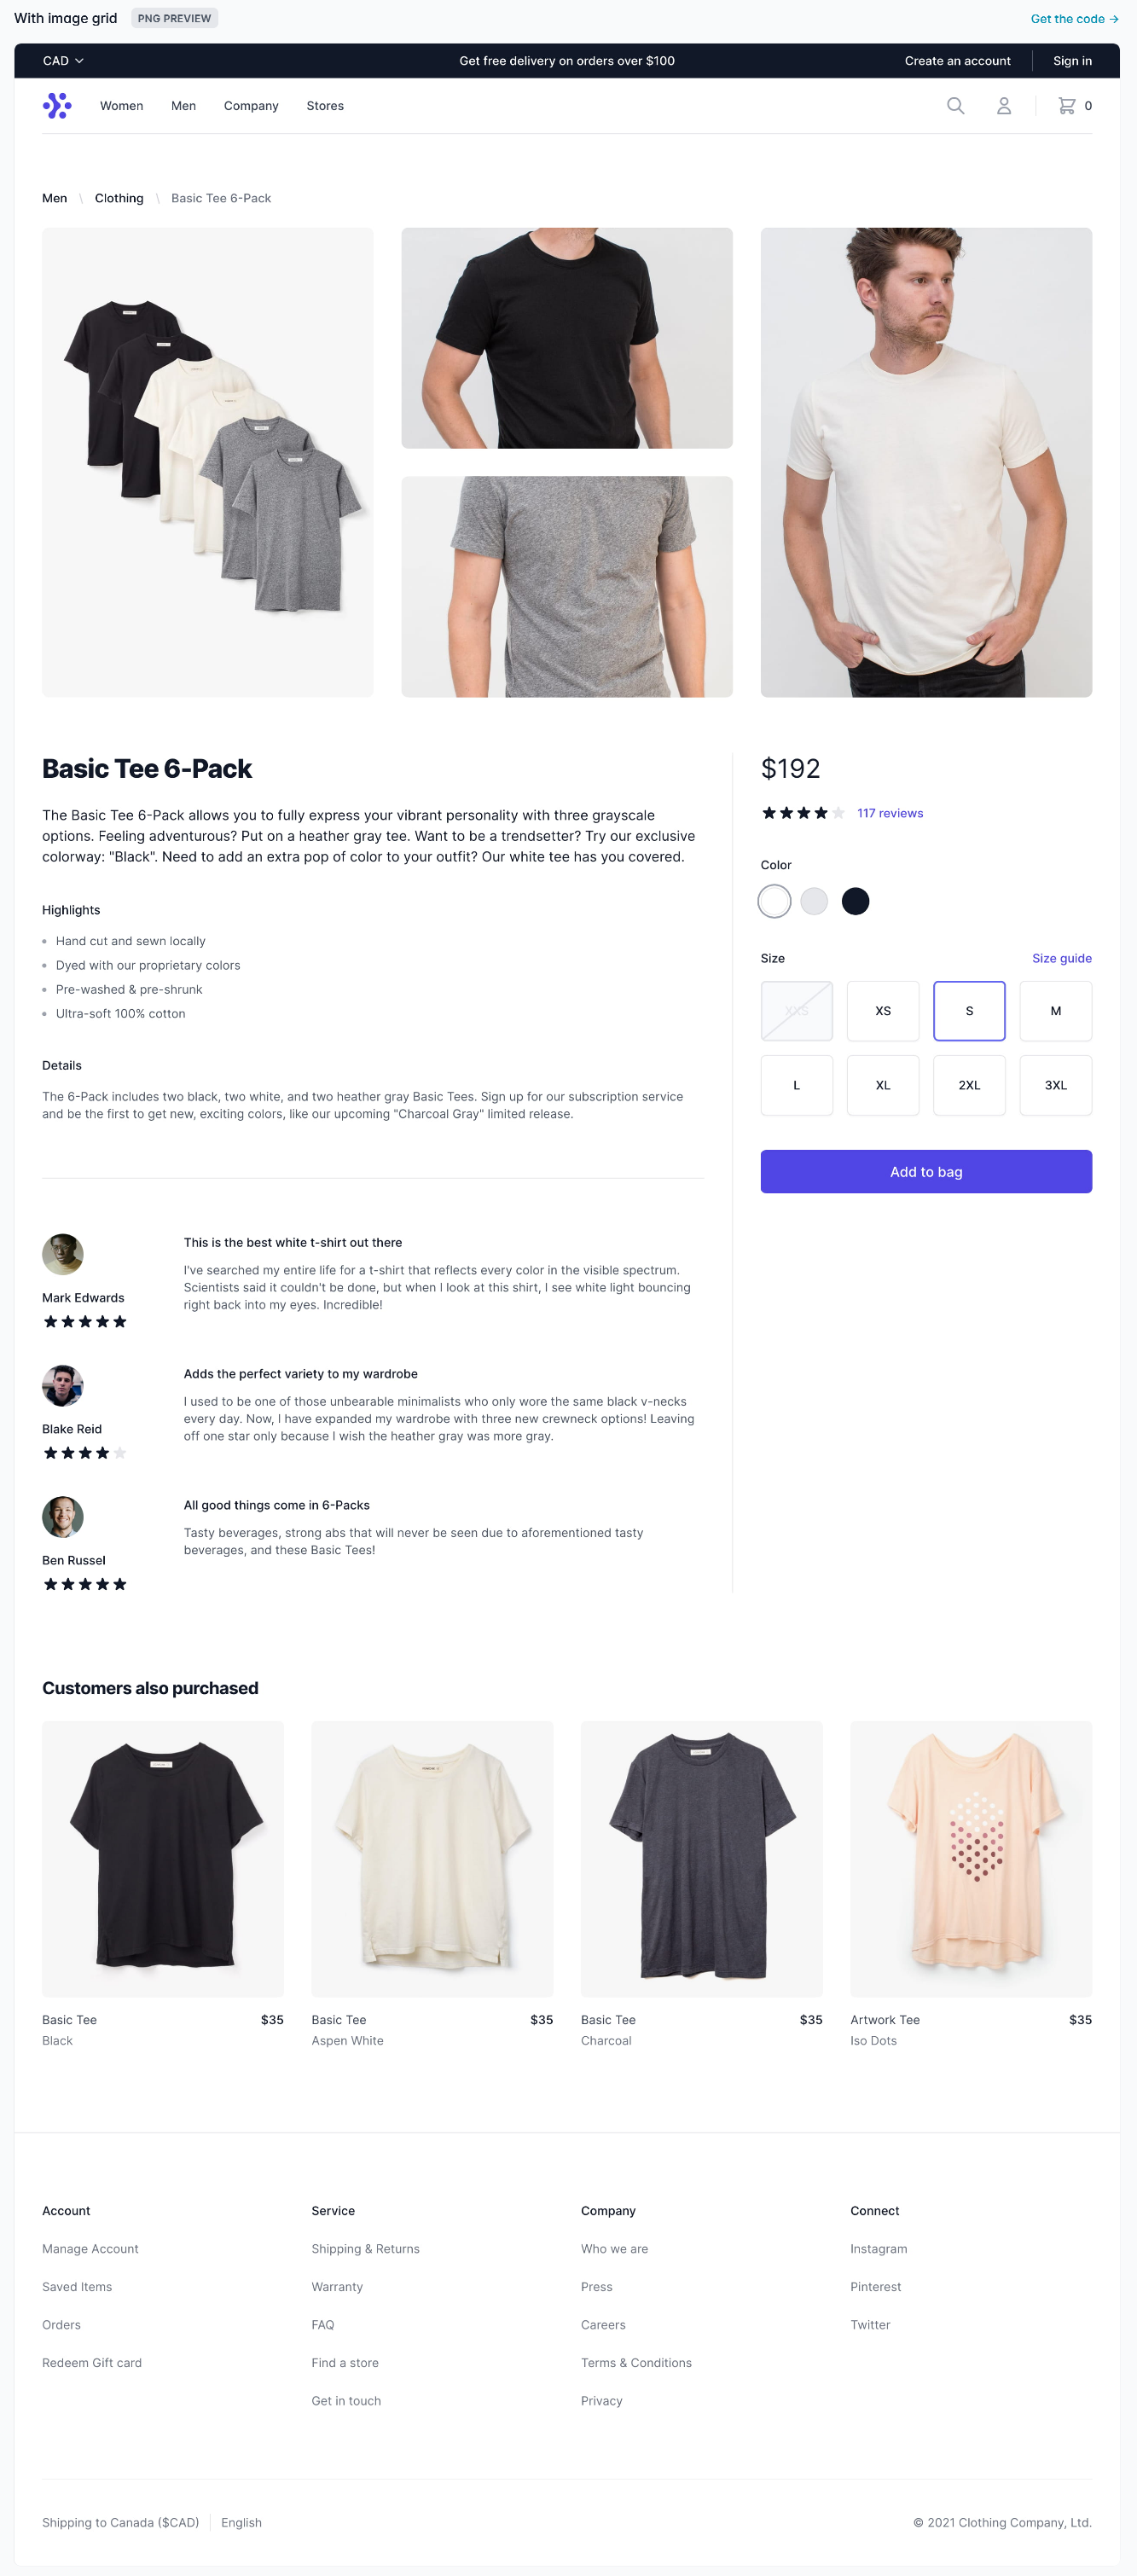 With image grid
PNG PREVIEW
Get the code →
CAD
Get free delivery on orders over $100
Create an account
Sign in
Women
Men
Company
Stores
0
Men \ Clothing \ Basic Tee 6-Pack
Basic Tee 6-Pack
The Basic Tee 6-Pack allows you to fully express your vibrant personality with three grayscale
options. Feeling adventurous? Put on a heather gray tee. Want to be a trendsetter? Try our exclusive
colorway: "Black". Need to add an extra pop of color to your outfit? Our white tee has you covered.
Highlights
Hand cut and sewn locally
Dyed with our proprietary colors
Pre-washed & pre-shrunk
Ultra-soft 100% cotton
Details
The 6-Pack includes two black, two white, and two heather gray Basic Tees. Sign up for our subscription service
and be the first to get new, exciting colors, like our upcoming "Charcoal Gray" limited release.
$192
117 reviews
Color
Size
Size guide
XXS
XS
S
M
L
XL
2XL
3XL
Add to bag
Mark Edwards
This is the best white t-shirt out there
I've searched my entire life for a t-shirt that reflects every color in the visible spectrum.
Scientists said it couldn't be done, but when I look at this shirt, I see white light bouncing
right back into my eyes. Incredible!
Blake Reid
Adds the perfect variety to my wardrobe
I used to be one of those unbearable minimalists who only wore the same black v-necks
every day. Now, I have expanded my wardrobe with three new crewneck options! Leaving
off one star only because I wish the heather gray was more gray.
Ben Russel
All good things come in 6-Packs
Tasty beverages, strong abs that will never be seen due to aforementioned tasty
beverages, and these Basic Tees!
Customers also purchased
Basic Tee
$35
Black
Basic Tee
$35
Aspen White
Basic Tee
$35
Charcoal
Artwork Tee
$35
Iso Dots
Account
Manage Account
Saved Items
Orders
Redeem Gift card
Service
Shipping & Returns
Warranty
FAQ
Find a store
Get in touch
Company
Who we are
Press
Careers
Terms & Conditions
Privacy
Connect
Instagram
Pinterest
Twitter
Shipping to Canada ($CAD)
English
© 2021 Clothing Company, Ltd.